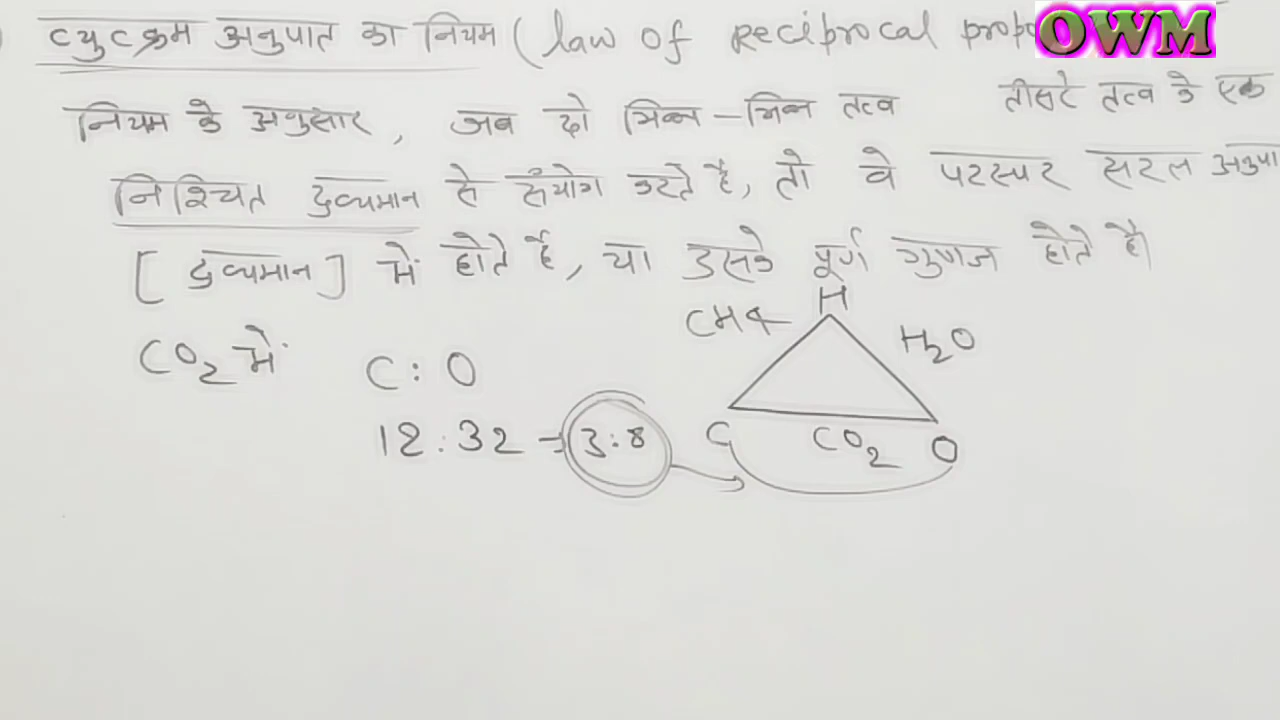 व्युत्क्रम अनुपात का नियम ( law of Reciprocal
OWM
नियम के अनुसार, जब दो भिन्न-भिन्न तत्व तीसरे तत्व के एक
निश्चित द्रव्यमान से संयोग करते है, तो वे परस्पर सरल अनुपा
[ द्रव्यमान ] में होते है, या उसके पूर्ण गुणज होते है।
H
CH4
H2O
CO2 में C : O
12 : 32 = 3 : 8
C CO2 O